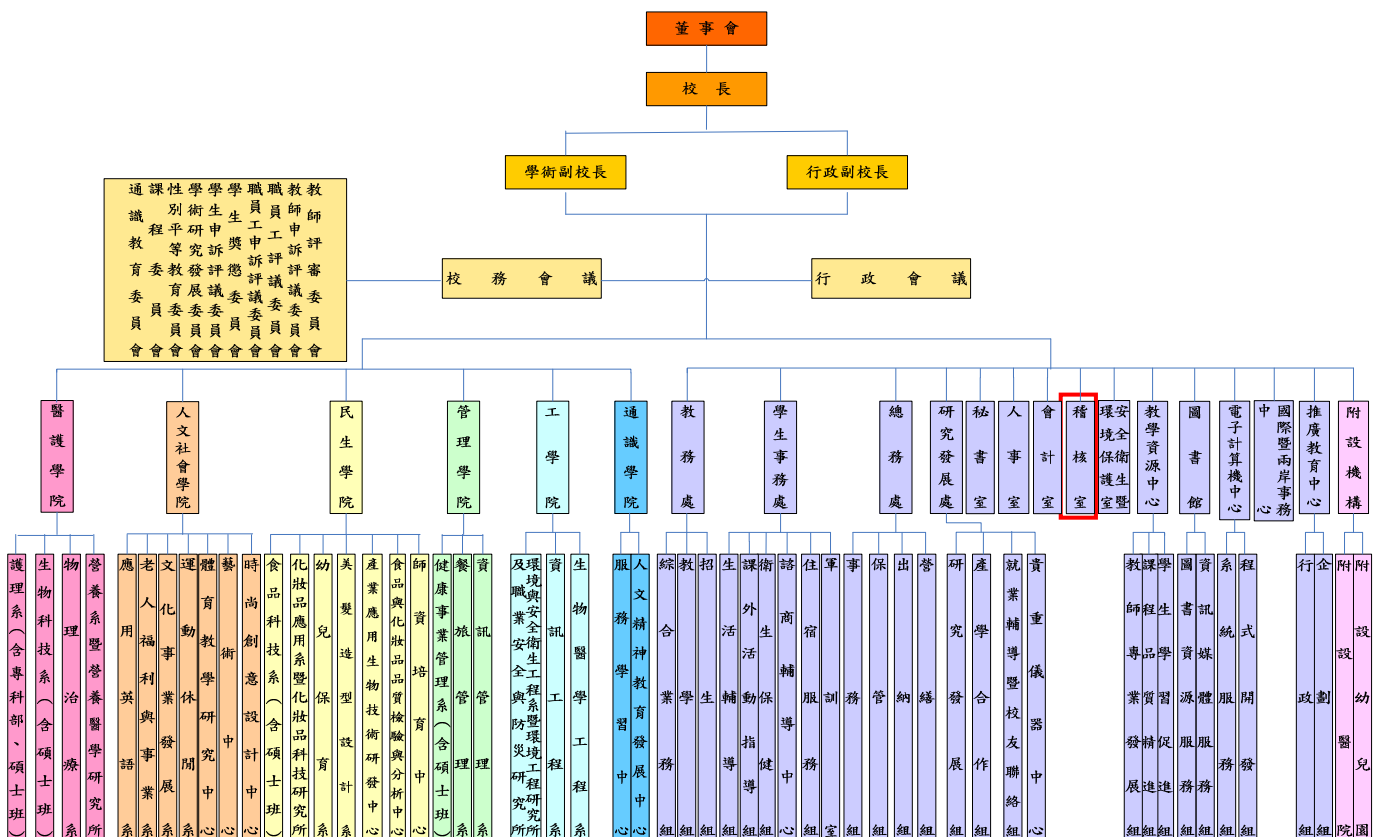 董事會
校長
學術副校長
行政副校長
教師評審委員會
教師申訴評議委員會
職員工評議委員會
職員工申訴評議委員會
學生獎懲委員會
學生申訴評議委員會
學術研究發展委員會
性別平等教育委員會
課程委員會
通識教育委員會
校務會議
行政會議
醫護學院
人文社會學院
民生學院
管理學院
工學院
通識學院
教務處
學生事務處
總務處
研究發展處
秘書室
人事室
會計室
稽核室
安全衛生暨
環境保護室
教學資源中心
圖書館
電子計算機中心
國際暨兩岸事務
中心
推廣教育中心
附設機構
護理系(含專科部、碩士班)
生物科技系(含碩士班)
物理治療系
營養系暨營養醫學研究所
應用英語系
老人福利與事業系
文化事業發展系
運動休閒系
體育教學研究中心
藝術中心
時尚創意設計中心
食品科技系(含碩士班)
化妝品應用系暨化妝品科技研究所
幼兒保育系
美髮造型設計系
產業應用生物技術研發中心
食品與化妝品品質檢驗與分析中心
師資培育中心
健康事業管理系(含碩士班)
餐旅管理系
資訊管理系
環境與安全衛生工程系暨環境工程研究所
及職業安全與防災研究所
資訊工程系
生物醫學工程系
服務學習中心
人文精神教育發展中心
綜合業務組
教學組
招生組
生活輔導組
課外活動指導組
衛生保健組
諮商輔導中心
住宿服務組
軍訓室
事務組
保管組
出納組
營繕組
研究發展組
產學合作組
就業輔導暨校友聯絡組
貴重儀器中心
教師專業發展組
課程品質精進組
學生學習促進組
圖書資源服務組
資訊媒體服務組
系統服務組
程式開發組
行政組
企劃組
附設醫院
附設幼兒園